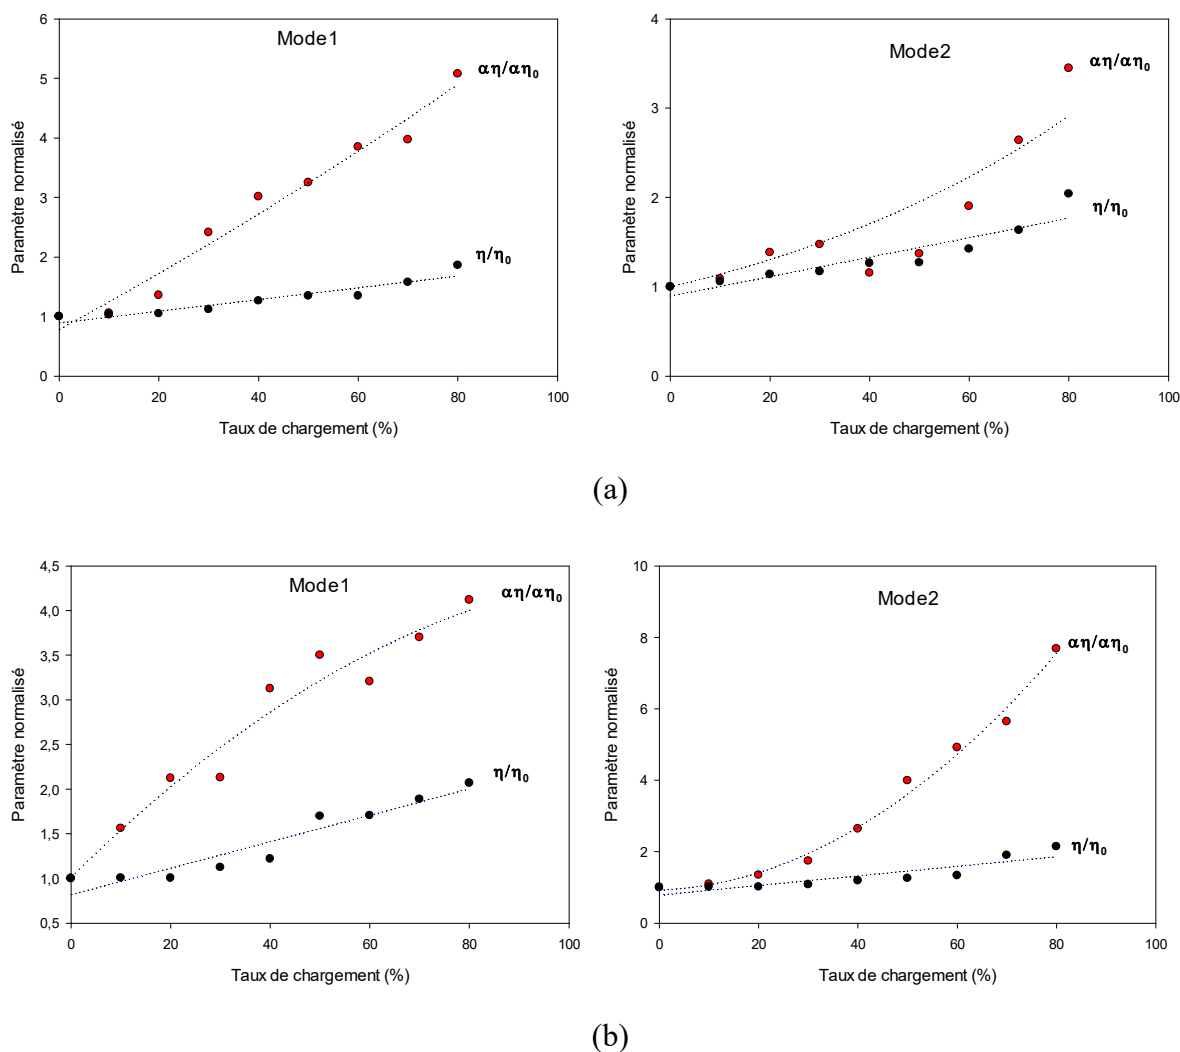 Mode1
Paramètre normalisé
6
5
4
3
2
1
0
αη/αη₀
η/η₀
0 20 40 60 80 100
Taux de chargement (%)
Mode2
Paramètre normalisé
4
3
2
1
0
αη/αη₀
η/η₀
0 20 40 60 80 100
Taux de chargement (%)
(a)
Mode1
Paramètre normalisé
4,5
4,0
3,5
3,0
2,5
2,0
1,5
1,0
0,5
αη/αη₀
η/η₀
0 20 40 60 80 100
Taux de chargement (%)
Mode2
Paramètre normalisé
10
8
6
4
2
0
αη/αη₀
η/η₀
0 20 40 60 80 100
Taux de chargement (%)
(b)